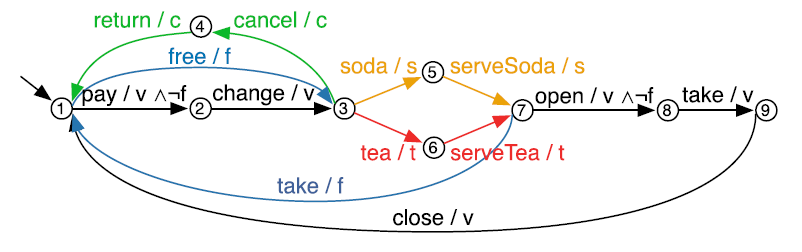 return / c
4
cancel / c
free / f
soda / s
5
serveSoda / s
1
pay / v ∧¬f
2
change / v
3
7
open / v ∧¬f
8
take / v
9
tea / t
6
serveTea / t
take / f
close / v